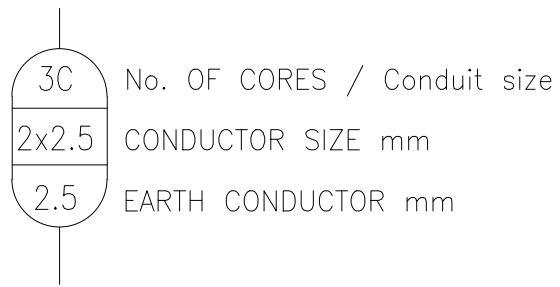 3C No. OF CORES / Conduit size
2x2.5 CONDUCTOR SIZE mm
2.5 EARTH CONDUCTOR mm